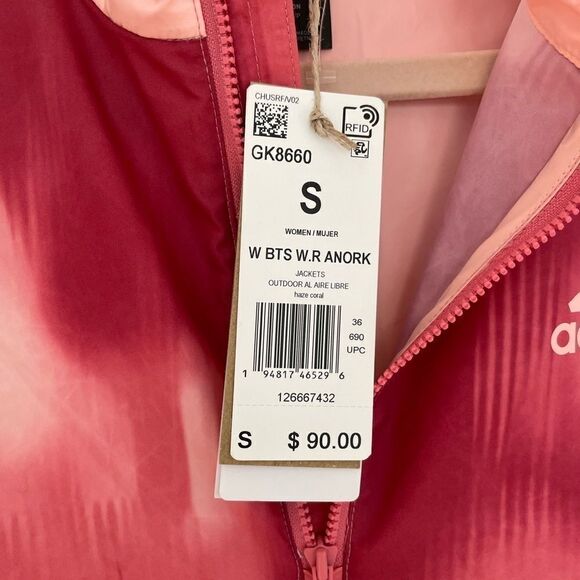 CHUSRF/V02
RFID
GK8660
S
WOMEN / MUJER
W BTS W.R ANORK
JACKETS
OUTDOOR AL AIRE LIBRE
haze coral
36
690
UPC
1 94817 46529 6
126667432
S $ 90.00